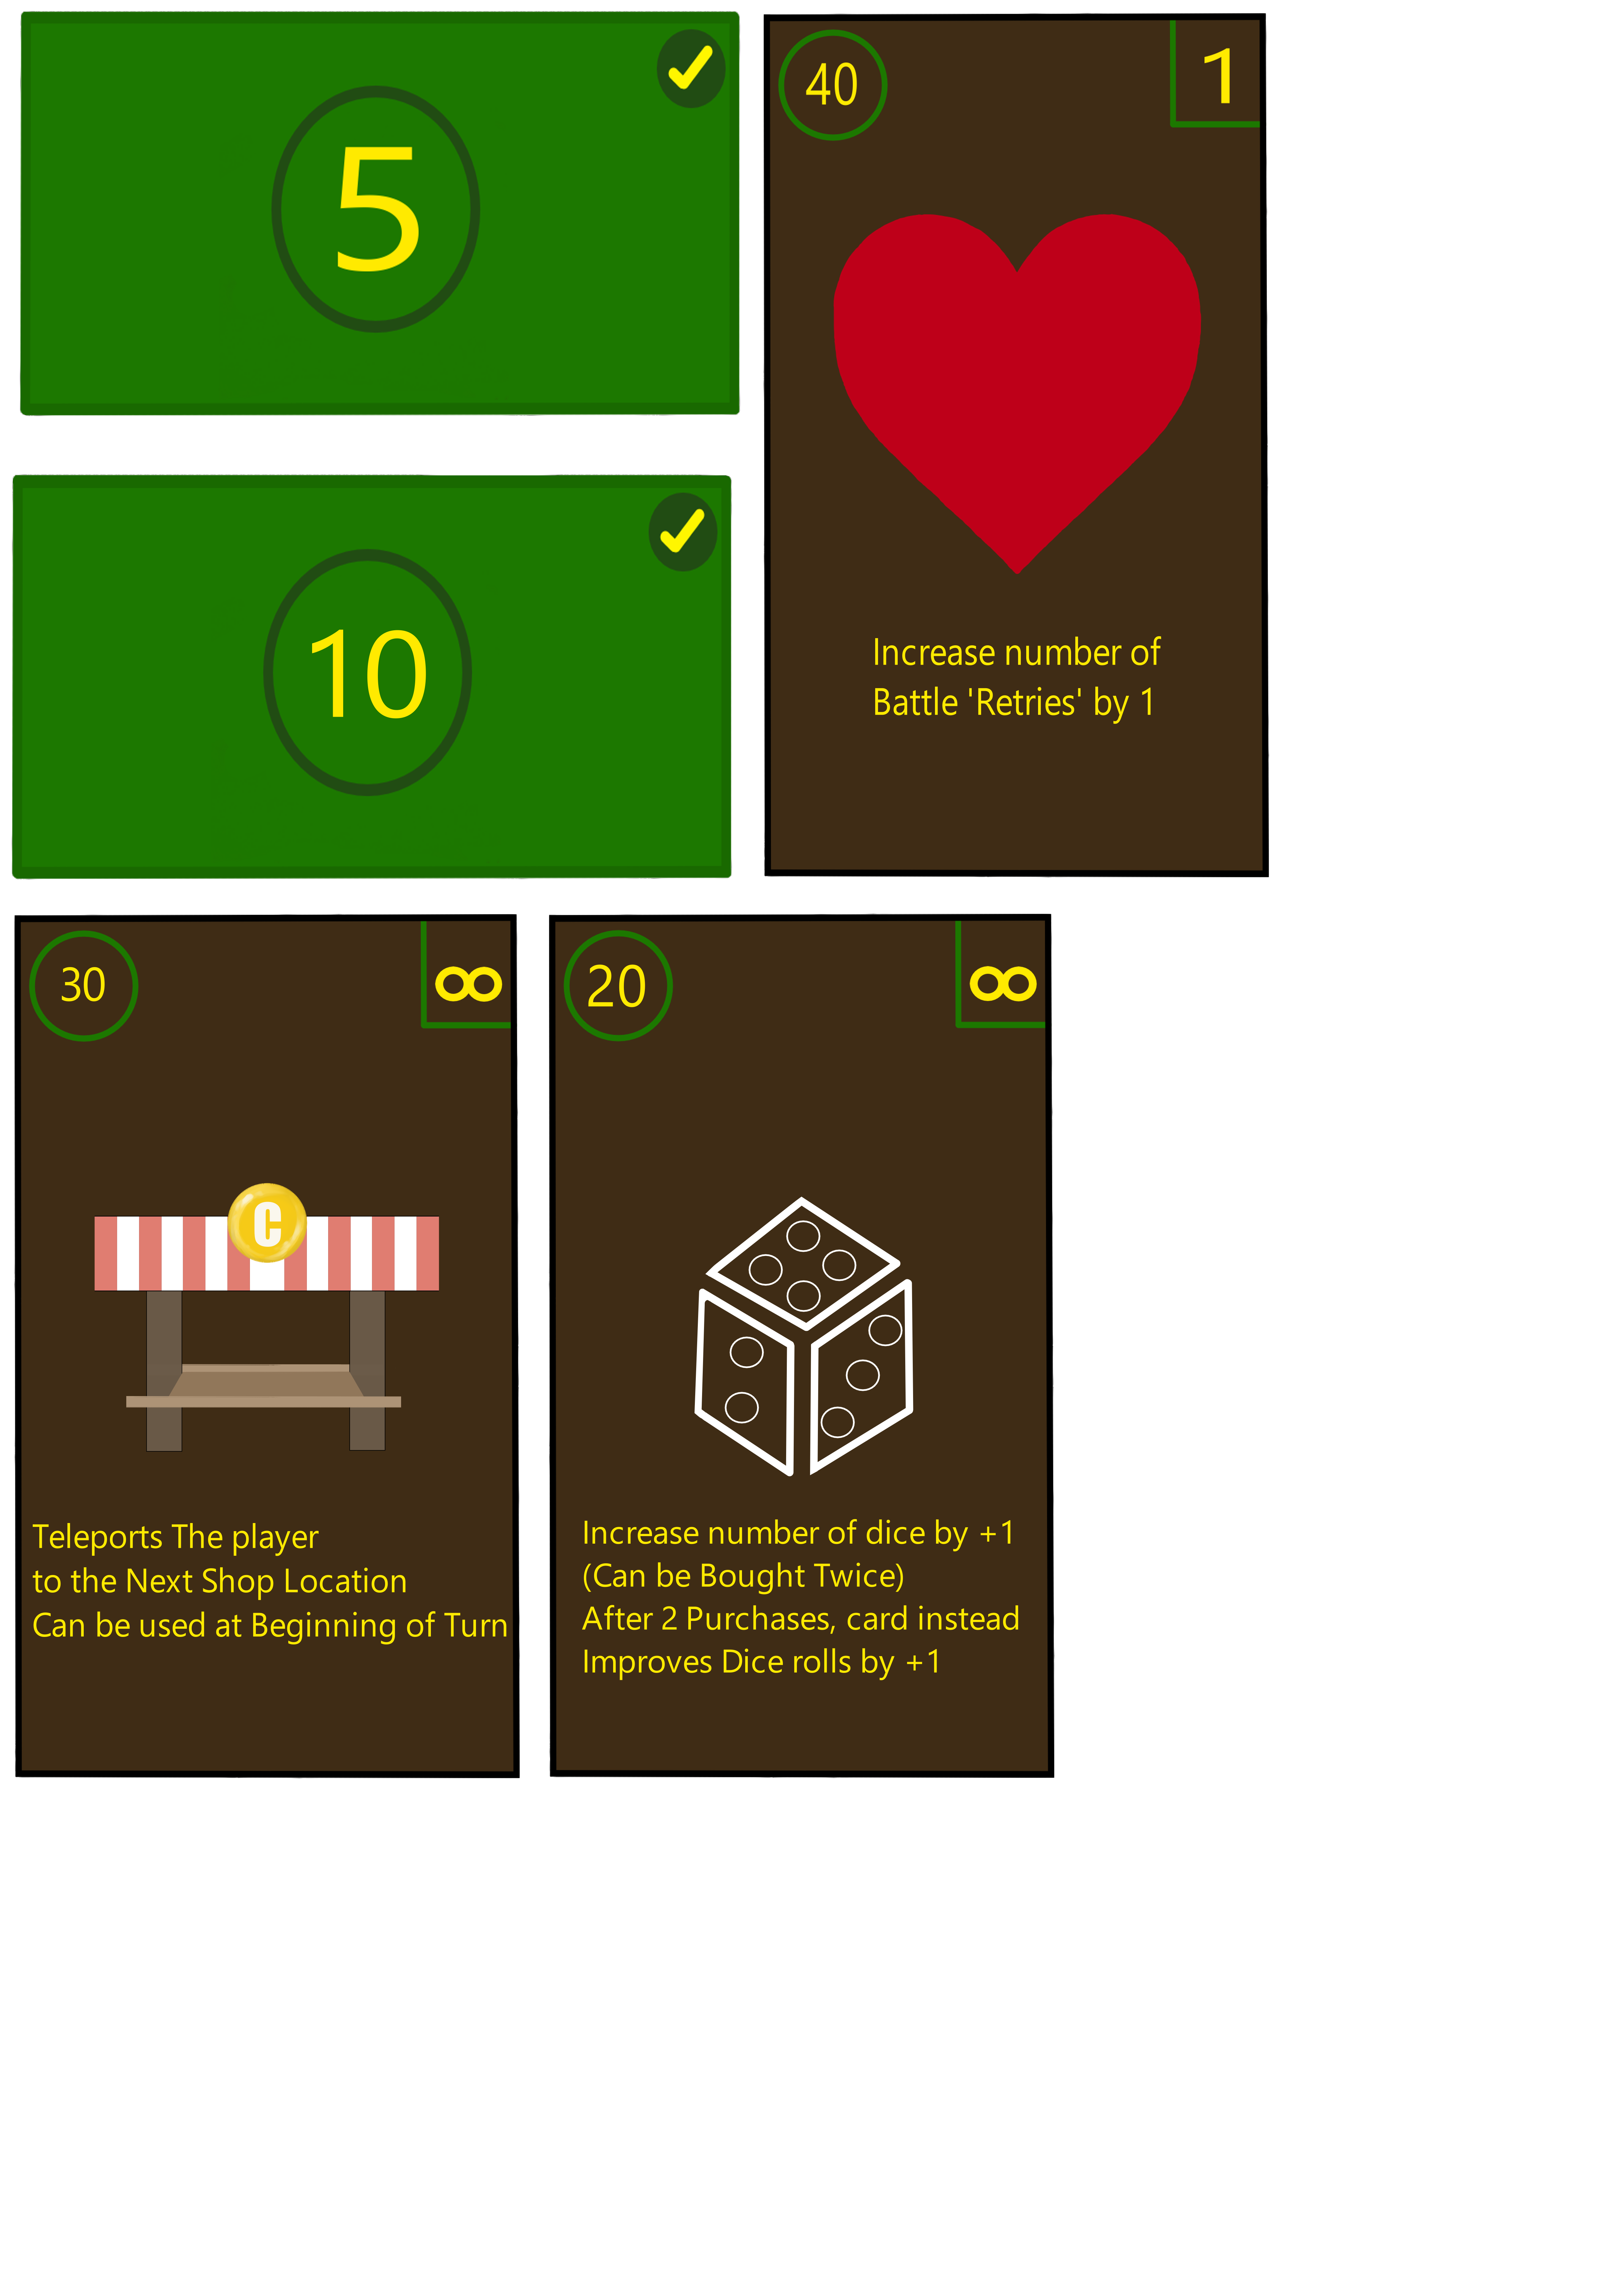 5
10
40
1
Increase number of
Battle 'Retries' by 1
30
∞
C
Teleports The player
to the Next Shop Location
Can be used at Beginning of Turn
20
∞
Increase number of dice by +1
(Can be Bought Twice)
After 2 Purchases, card instead
Improves Dice rolls by +1